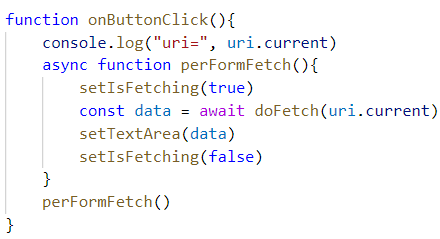 function onButtonClick(){
    console.log("uri=", uri.current)
    async function perFormFetch(){
        setIsFetching(true)
        const data = await doFetch(uri.current)
        setTextArea(data)
        setIsFetching(false)
    }
    perFormFetch()
}